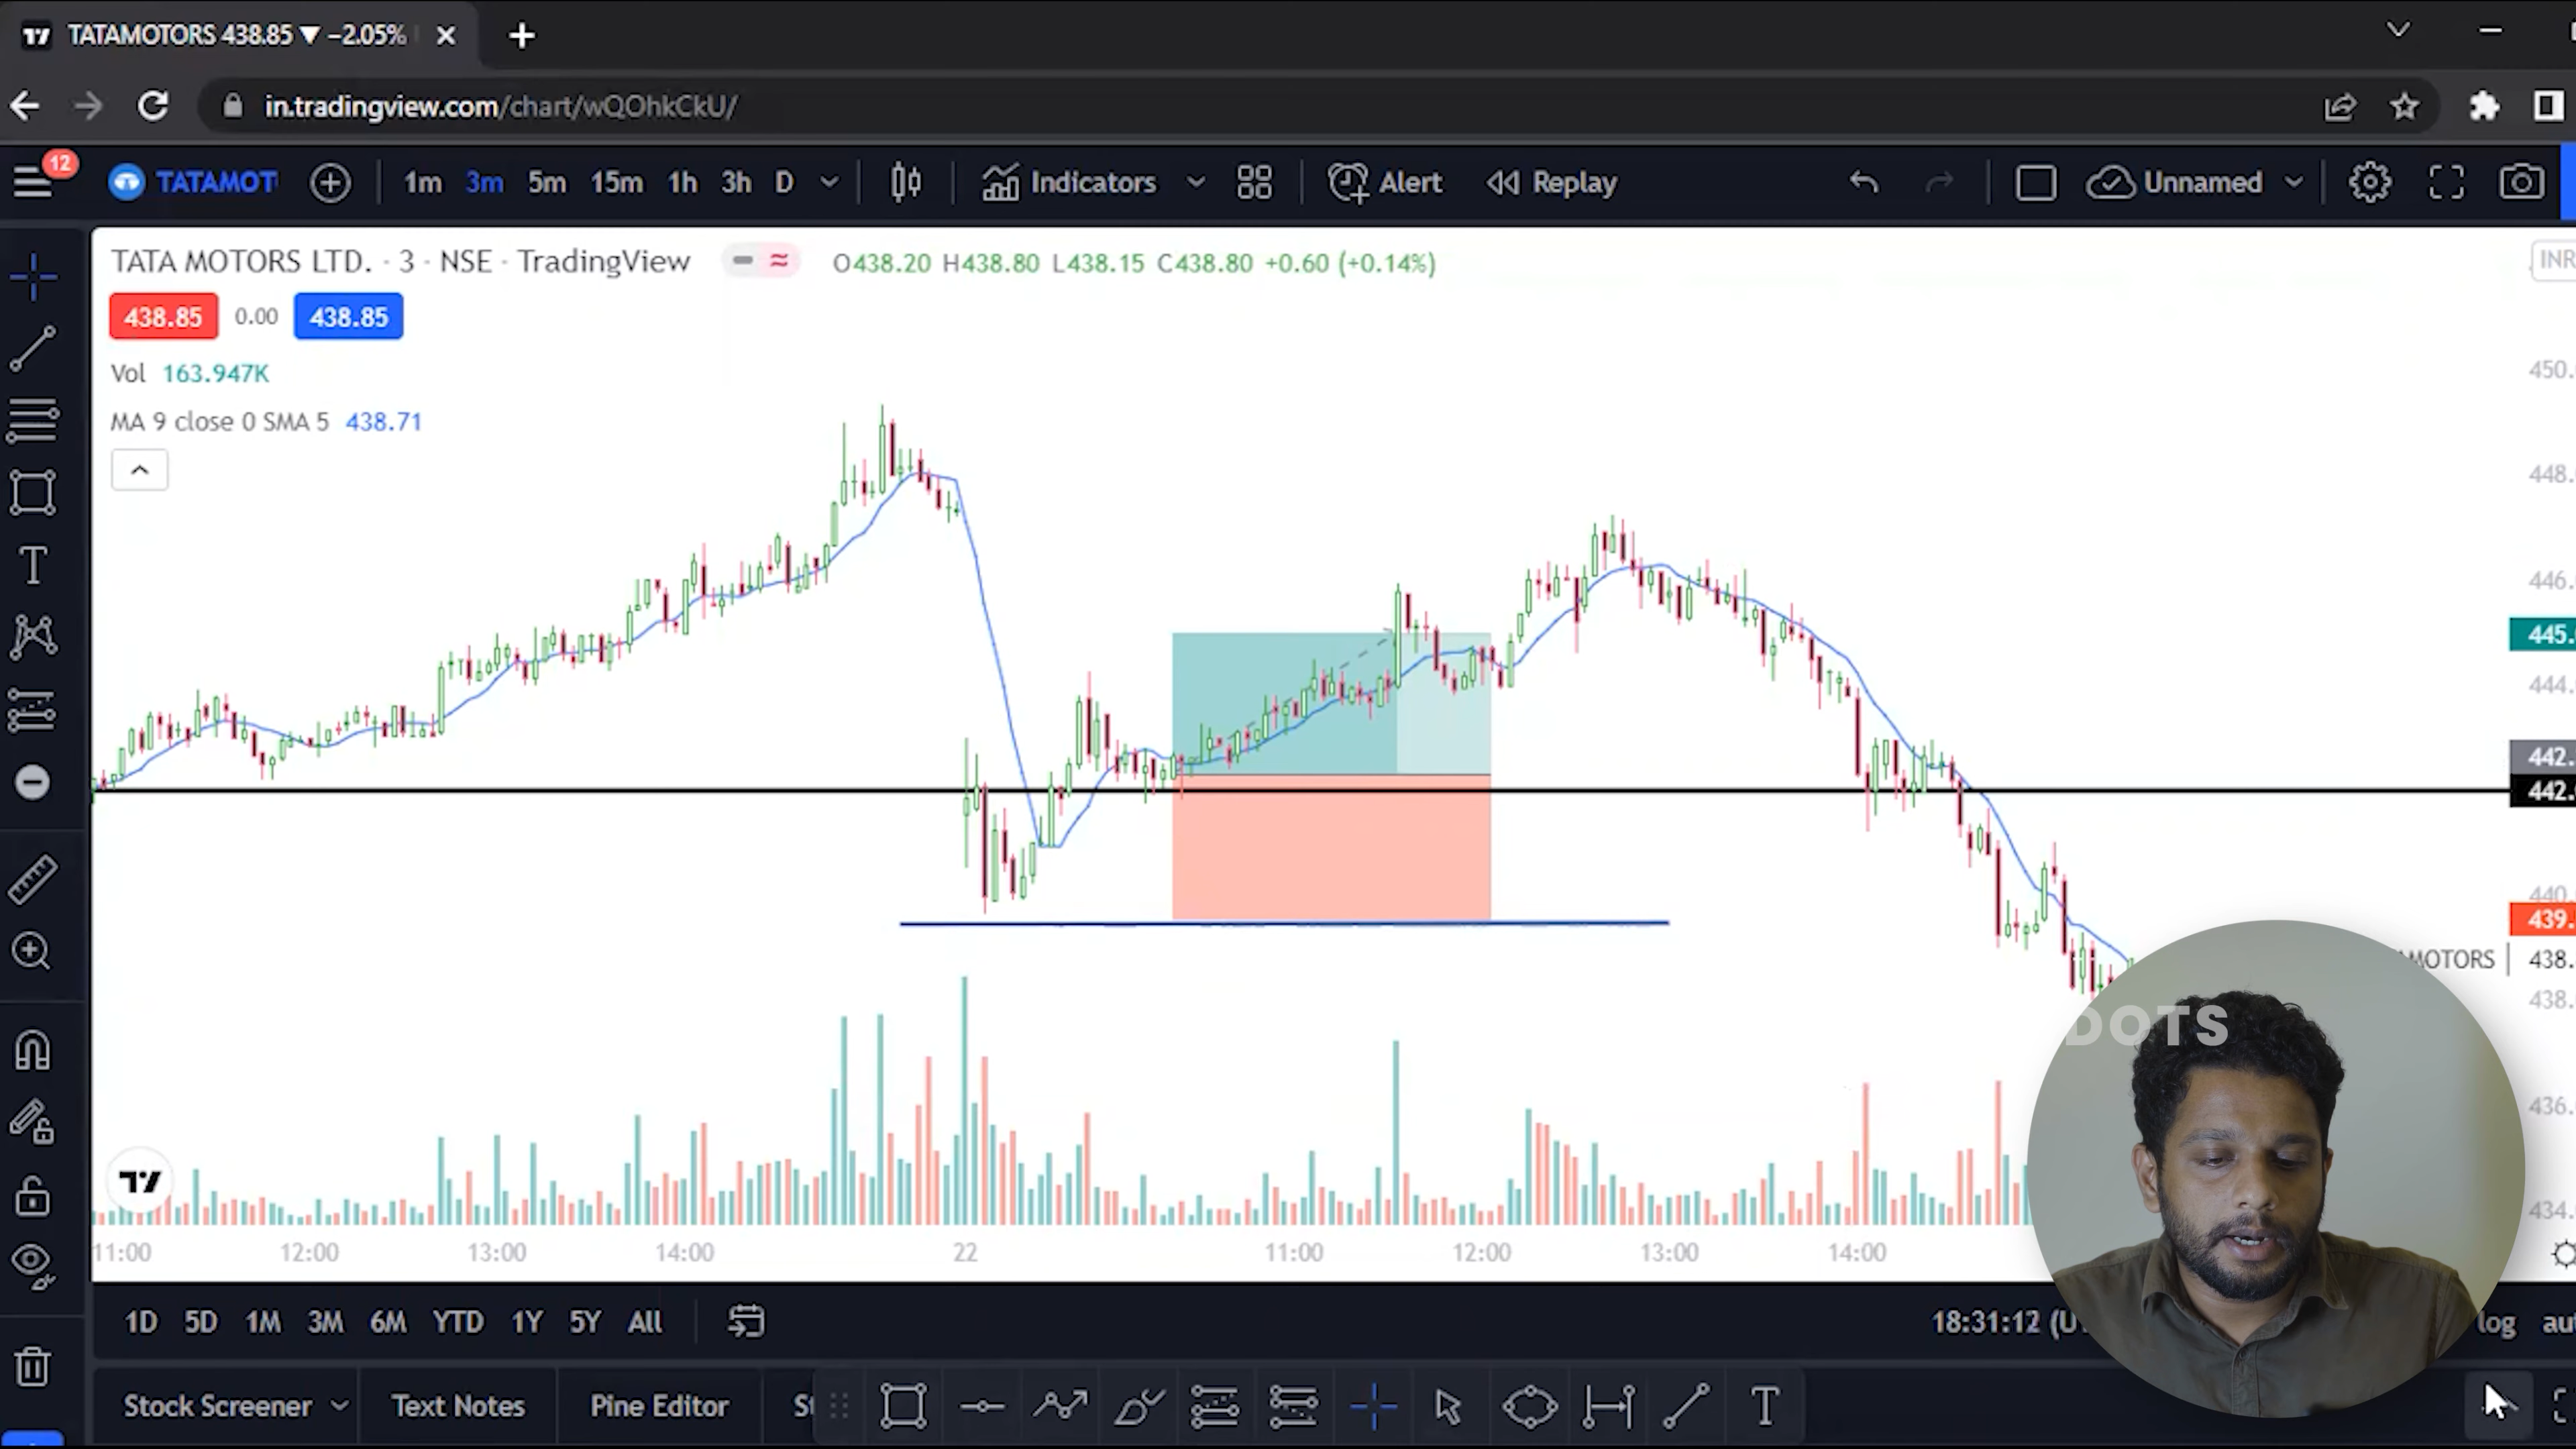 TATAMOTORS 438.85 ▼ −2.05%
in.tradingview.com/chart/wQOhkCkU/
12
TATAMOT 1m 3m 5m 15m 1h 3h D Indicators Alert Replay Unnamed
TATA MOTORS LTD. · 3 · NSE · TradingView O438.20 H438.80 L438.15 C438.80 +0.60 (+0.14%)
INR
438.85 0.00 438.85
Vol 163.947K
MA 9 close 0 SMA 5 438.71
450.
448.
446.
445.
444.
442.
442.
440.
439.
MOTORS 438.
438.
DOTS
436.
434.
11:00 12:00 13:00 14:00 22 11:00 12:00 13:00 14:00
1D 5D 1M 3M 6M YTD 1Y 5Y All 18:31:12 (U log au
Stock Screener Text Notes Pine Editor St T